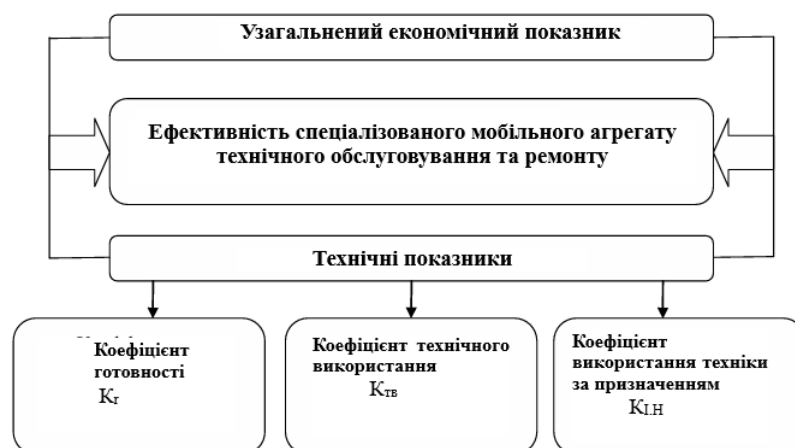 Узагальнений економічний показник
Ефективність спеціалізованого мобільного агрегату
технічного обслуговування та ремонту
Технічні показники
Коефіцієнт
готовності
Кг
Коефіцієнт технічного
використання
Ктв
Коефіцієнт
використання техніки
за призначенням
КІ.Н